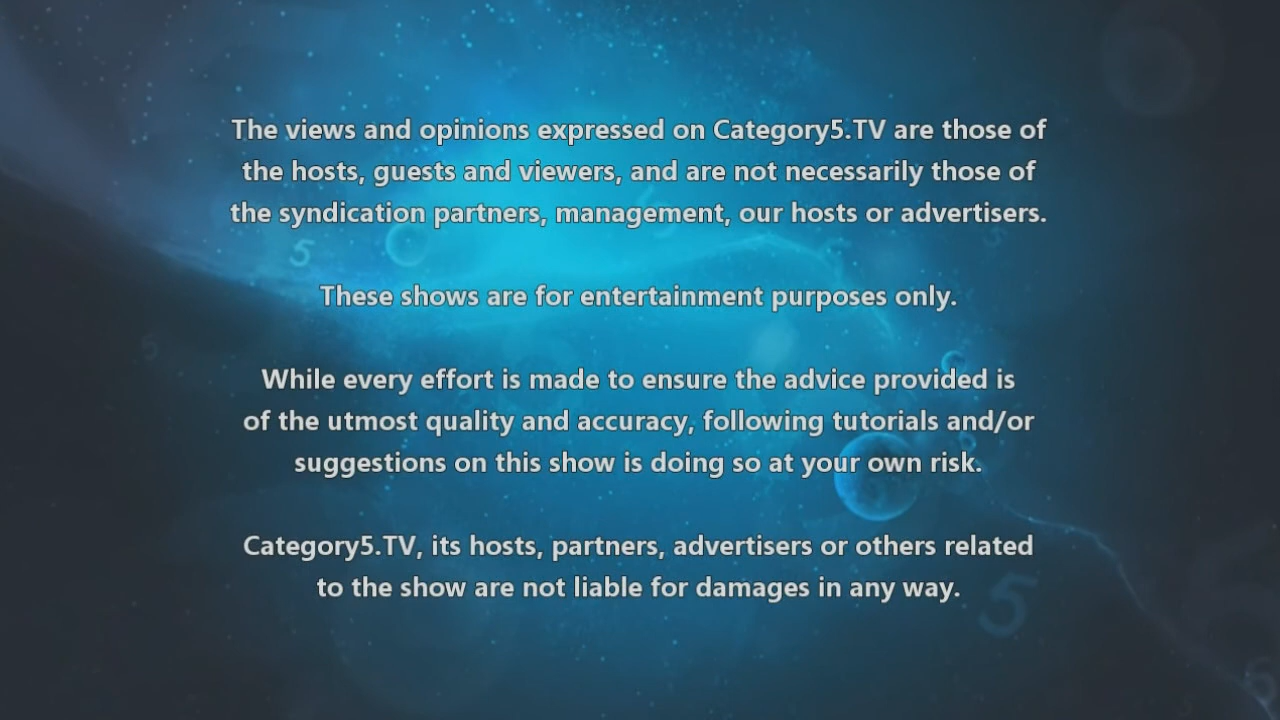 The views and opinions expressed on Category5.TV are those of
the hosts, guests and viewers, and are not necessarily those of
the syndication partners, management, our hosts or advertisers.
5
These shows are for entertainment purposes only.
While every effort is made to ensure the advice provided is
of the utmost quality and accuracy, following tutorials and/or
suggestions on this show is doing so at your own risk.
Category5.TV, its hosts, partners, advertisers or others related
to the show are not liable for damages in any way.
5